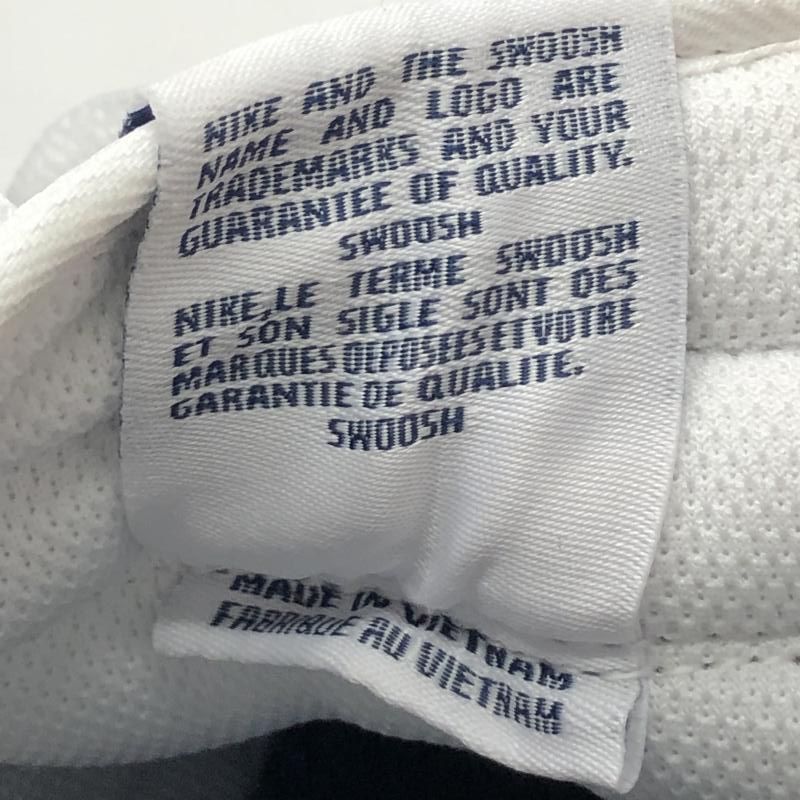 NIKE AND THE SWOOSH
NAME AND LOGO ARE
TRADEMARKS AND YOUR
GUARANTEE OF QUALITY.
SWOOSH
NIKE,LE TERME SWOOSH
ET SON SIGLE SONT DES
MARQUES DEPOSEES ET VOTRE
GARANTIE DE QUALITE.
SWOOSH
MADE IN VIETNAM
FABRIQUE AU VIETNAM